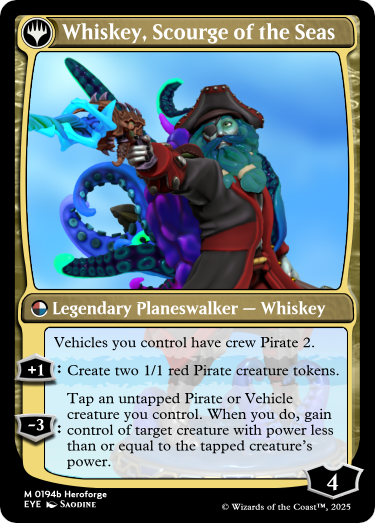 Whiskey, Scourge of the Seas
Legendary Planeswalker — Whiskey
Vehicles you control have crew Pirate 2.
+1: Create two 1/1 red Pirate creature tokens.
-3: Tap an untapped Pirate or Vehicle
creature you control. When you do, gain
control of target creature with power less
than or equal to the tapped creature's
power.
4
M 0194b Heroforge
EYE Saodine
© Wizards of the Coast™, 2025